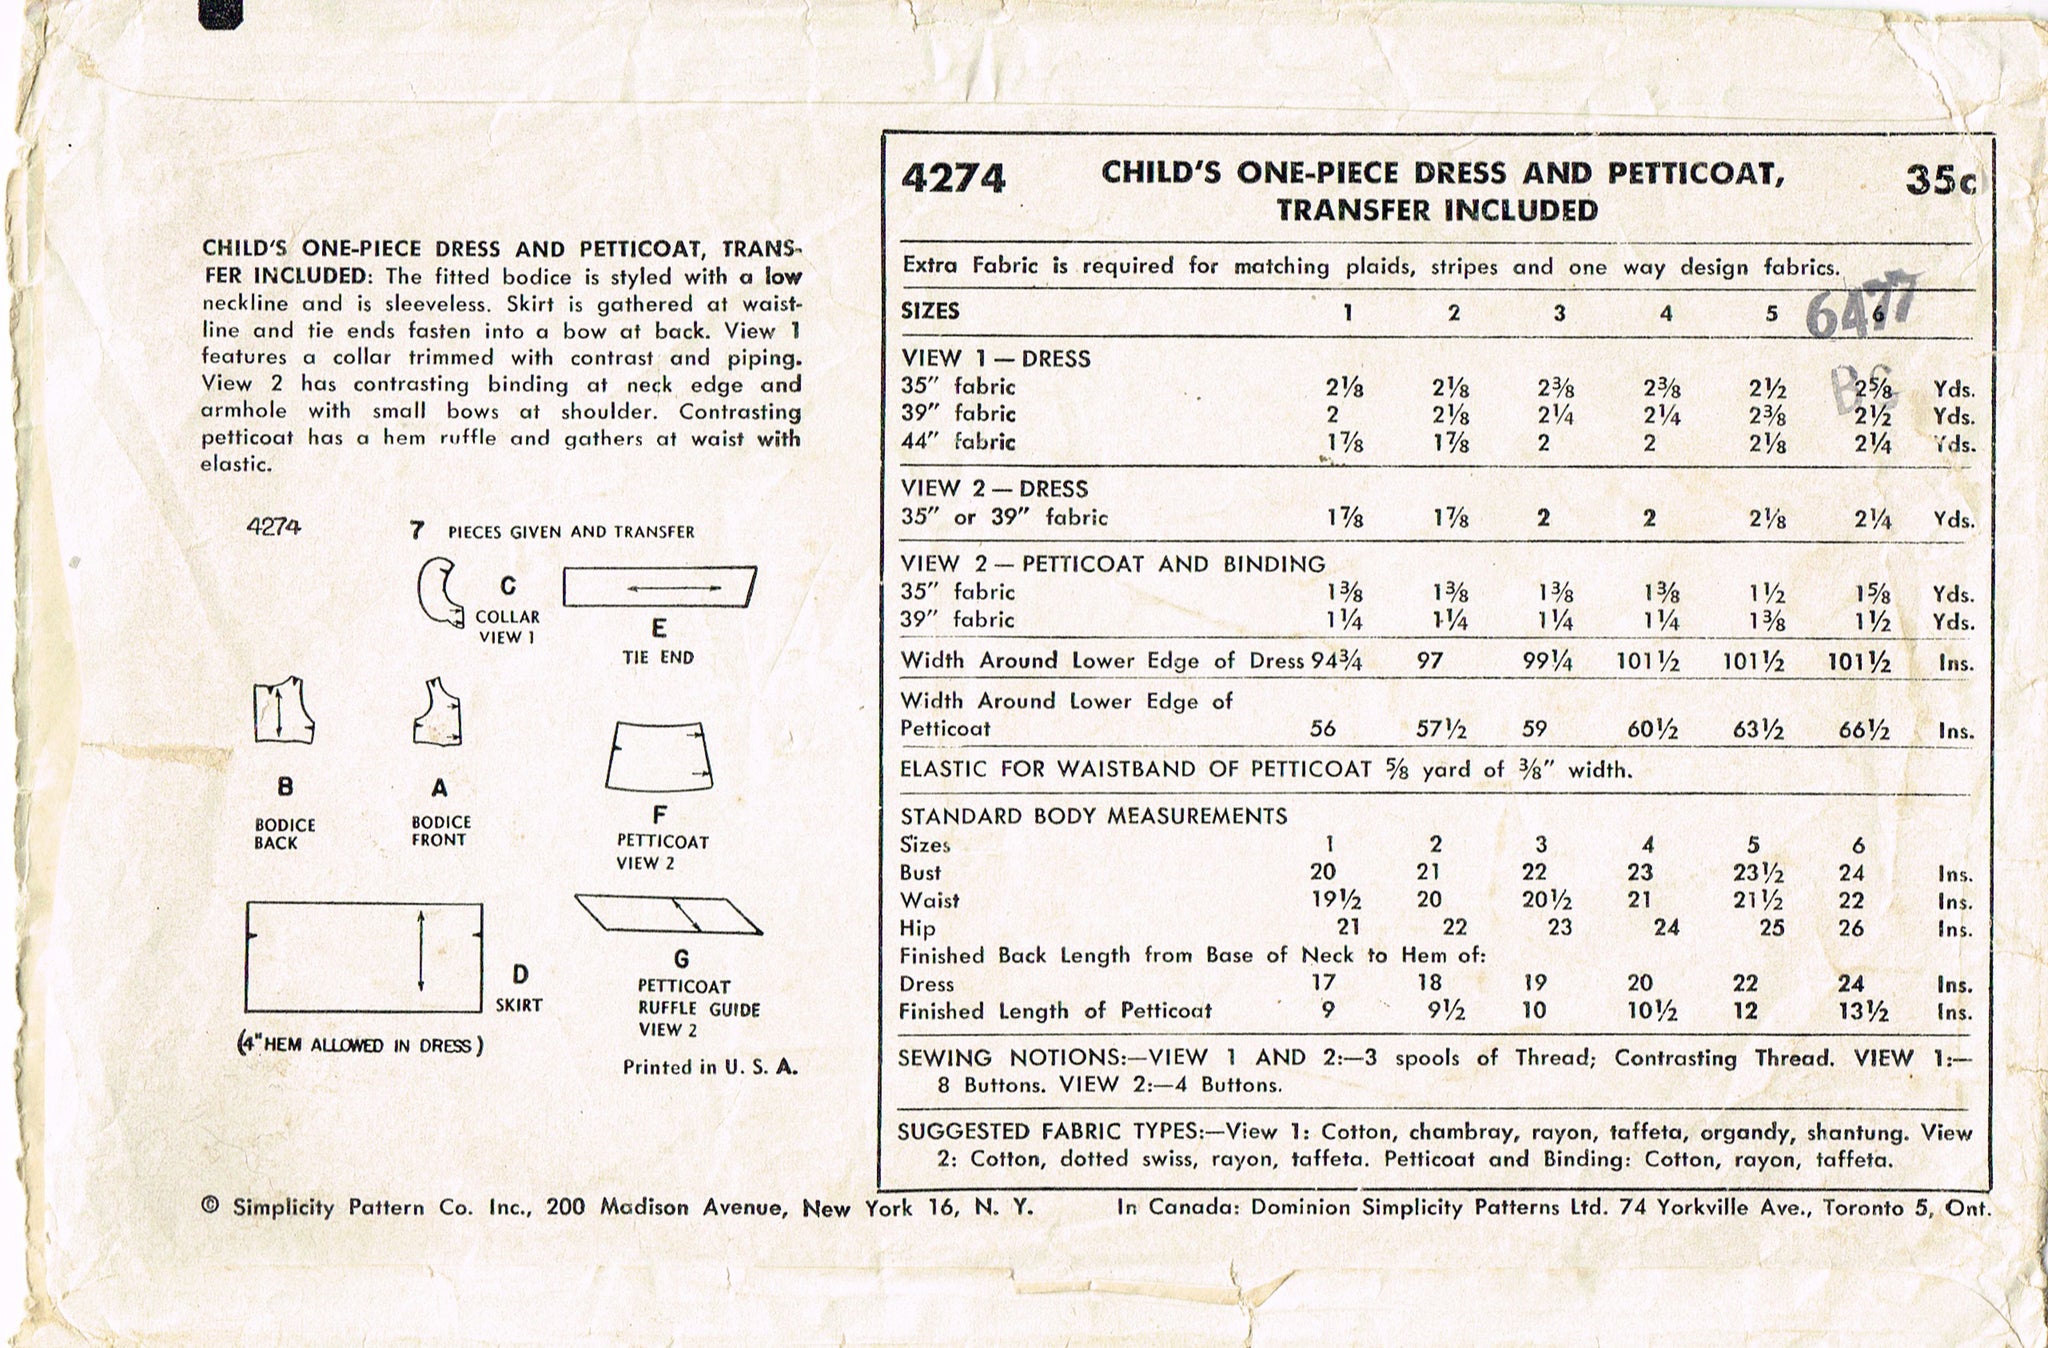 CHILD'S ONE-PIECE DRESS AND PETTICOAT, TRANS-
FER INCLUDED: The fitted bodice is styled with a low
neckline and is sleeveless. Skirt is gathered at waist-
line and tie ends fasten into a bow at back. View 1
features a collar trimmed with contrast and piping.
View 2 has contrasting binding at neck edge and
armhole with small bows at shoulder. Contrasting
petticoat has a hem ruffle and gathers at waist with
elastic.
4274 7 PIECES GIVEN AND TRANSFER
C
COLLAR
VIEW 1
E
TIE END
B
BODICE
BACK
A
BODICE
FRONT
F
PETTICOAT
VIEW 2
D
SKIRT
(4" HEM ALLOWED IN DRESS)
G
PETTICOAT
RUFFLE GUIDE
VIEW 2
Printed in U. S. A.
4274 CHILD'S ONE-PIECE DRESS AND PETTICOAT, 35c
TRANSFER INCLUDED
Extra Fabric is required for matching plaids, stripes and one way design fabrics.
6477
SIZES 1 2 3 4 5 6
VIEW 1 — DRESS
35" fabric 2⅛ 2⅛ 2⅜ 2⅜ 2½ 2⅝ Yds.
39" fabric 2 2⅛ 2¼ 2¼ 2⅜ 2½ Yds.
44" fabric 1⅞ 1⅞ 2 2 2⅛ 2¼ Yds.
VIEW 2 — DRESS
35" or 39" fabric 1⅞ 1⅞ 2 2 2⅛ 2¼ Yds.
VIEW 2 — PETTICOAT AND BINDING
35" fabric 1⅜ 1⅜ 1⅜ 1⅜ 1½ 1⅝ Yds.
39" fabric 1¼ 1¼ 1¼ 1¼ 1⅜ 1½ Yds.
Width Around Lower Edge of Dress 94¾ 97 99¼ 101½ 101½ 101½ Ins.
Width Around Lower Edge of
Petticoat 56 57½ 59 60½ 63½ 66½ Ins.
ELASTIC FOR WAISTBAND OF PETTICOAT ⅝ yard of ⅜" width.
STANDARD BODY MEASUREMENTS
Sizes 1 2 3 4 5 6
Bust 20 21 22 23 23½ 24 Ins.
Waist 19½ 20 20½ 21 21½ 22 Ins.
Hip 21 22 23 24 25 26 Ins.
Finished Back Length from Base of Neck to Hem of:
Dress 17 18 19 20 22 24 Ins.
Finished Length of Petticoat 9 9½ 10 10½ 12 13½ Ins.
SEWING NOTIONS:—VIEW 1 AND 2:—3 spools of Thread; Contrasting Thread. VIEW 1:—
8 Buttons. VIEW 2:—4 Buttons.
SUGGESTED FABRIC TYPES:—View 1: Cotton, chambray, rayon, taffeta, organdy, shantung. View
2: Cotton, dotted swiss, rayon, taffeta. Petticoat and Binding: Cotton, rayon, taffeta.
© Simplicity Pattern Co. Inc., 200 Madison Avenue, New York 16, N. Y. In Canada: Dominion Simplicity Patterns Ltd. 74 Yorkville Ave., Toronto 5, Ont.